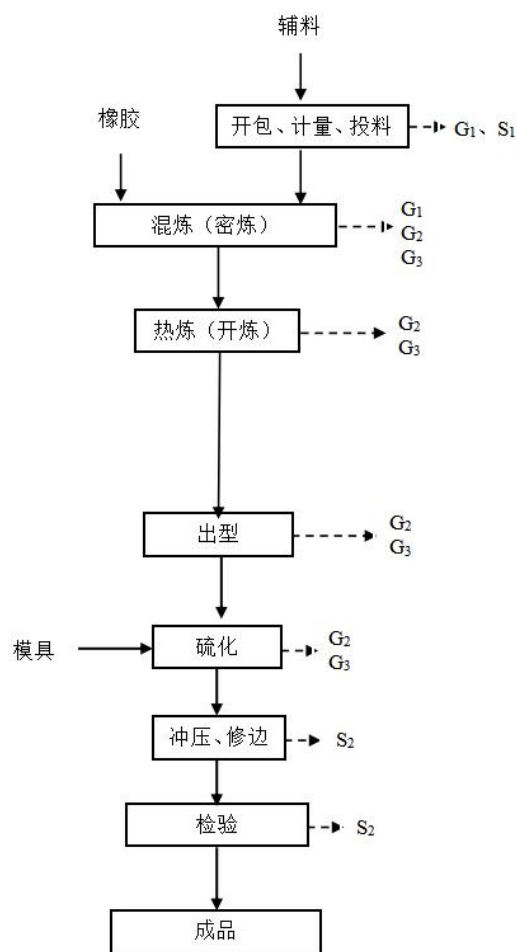 辅料
橡胶
开包、计量、投料
G₁、S₁
混炼（密炼）
G₁
G₂
G₃
热炼（开炼）
G₂
G₃
出型
G₂
G₃
模具
硫化
G₂
G₃
冲压、修边
S₂
检验
S₂
成品